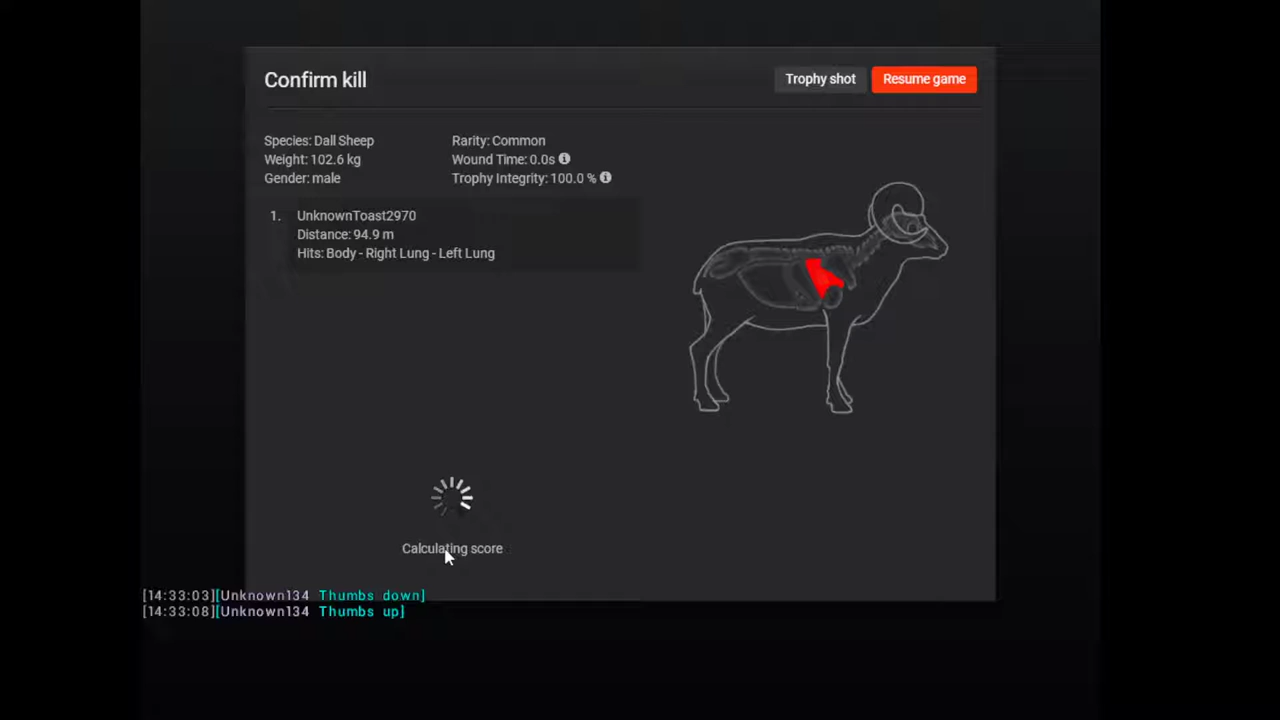 Confirm kill
Trophy shot
Resume game
Species: Dall Sheep
Weight: 102.6 kg
Gender: male
Rarity: Common
Wound Time: 0.0s
Trophy Integrity: 100.0 %
1. UnknownToast2970
Distance: 94.9 m
Hits: Body - Right Lung - Left Lung
Calculating score
[14:33:03][Unknown134 Thumbs down]
[14:33:08][Unknown134 Thumbs up]